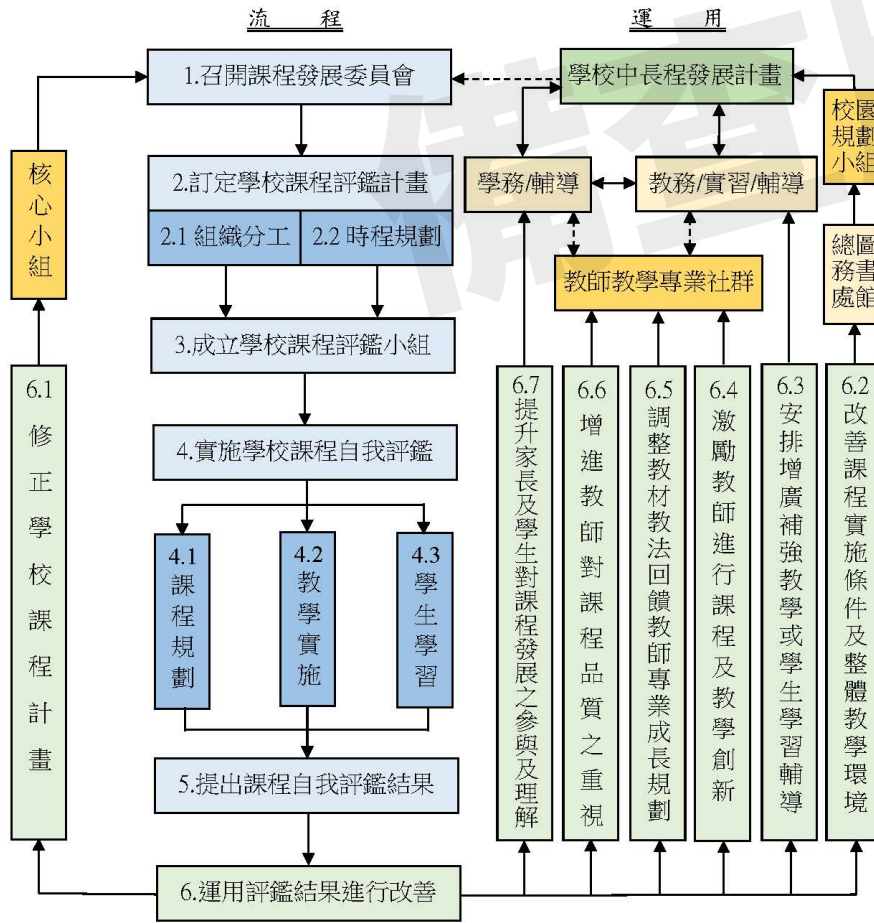 流 程
運 用
1.召開課程發展委員會
學校中長程發展計畫
校園
規劃
小組
核心小組
2.訂定學校課程評鑑計畫
2.1 組織分工
2.2 時程規劃
學務/輔導
教務/實習/輔導
教師教學專業社群
總圖
務書
處館
3.成立學校課程評鑑小組
4.實施學校課程自我評鑑
4.1 課程規劃
4.2 教學實施
4.3 學生學習
5.提出課程自我評鑑結果
6.運用評鑑結果進行改善
6.1 修正學校課程計畫
6.7 提升家長及學生對課程發展之參與及理解
6.6 增進教師對課程品質之重視
6.5 調整教材教法回饋教師專業成長規劃
6.4 激勵教師進行課程及教學創新
6.3 安排增廣補強教學或學生學習輔導
6.2 改善課程實施條件及整體教學環境
備查